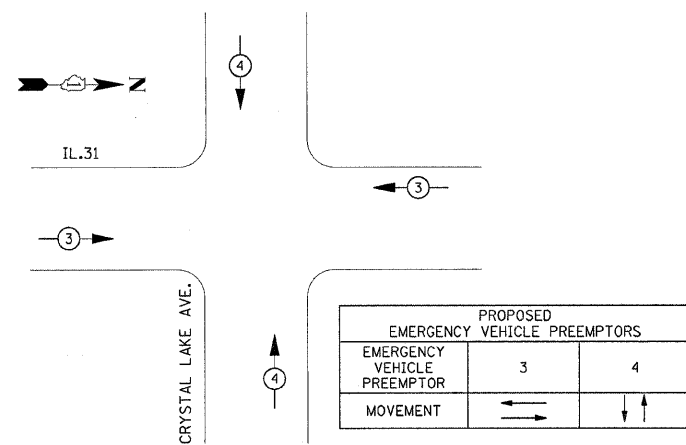 4
N
IL.31
3
3
CRYSTAL LAKE AVE.
4
PROPOSED
EMERGENCY VEHICLE PREEMPTORS
EMERGENCY
VEHICLE
PREEMPTOR
3
4
MOVEMENT